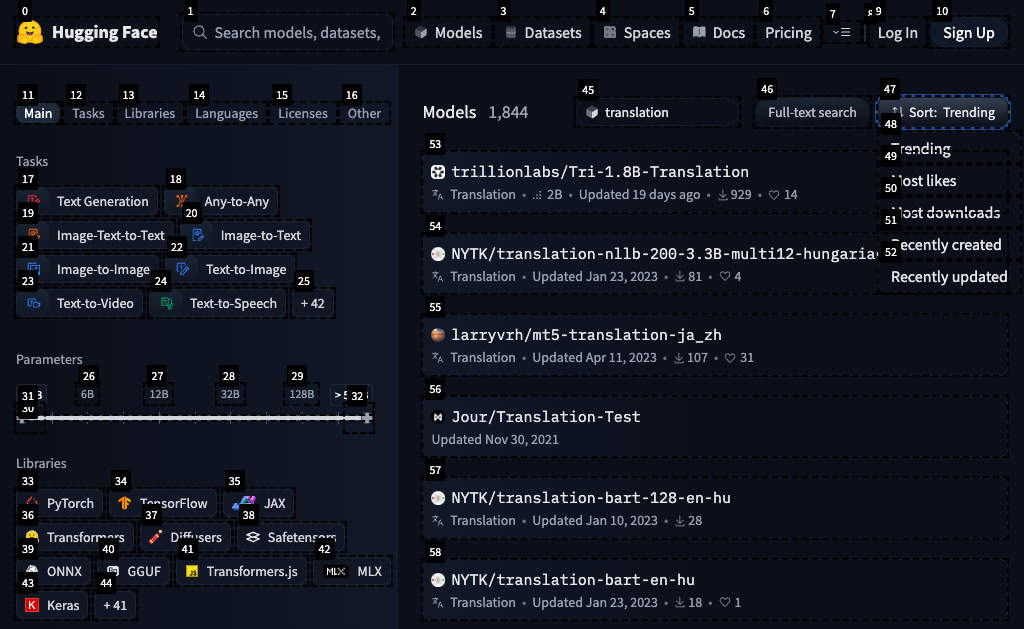 0 1 2 3 4 5 6 7 8 9 10
Hugging Face Search models, datasets, Models Datasets Spaces Docs Pricing Log In Sign Up
11 12 13 14 15 16
Main Tasks Libraries Languages Licenses Other
Tasks
17 18
Text Generation Any-to-Any
19 20
Image-Text-to-Text Image-to-Text
21 22
Image-to-Image Text-to-Image
23 24 25
Text-to-Video Text-to-Speech + 42
Parameters
26 27 28 29
31 6B 12B 32B 128B > 32
30
Libraries
33 34 35
PyTorch TensorFlow JAX
36 37 38
Transformers Diffusers Safetensors
39 40 41 42
ONNX GGUF Transformers.js MLX MLX
43 44
K Keras + 41
45 46 47
Models 1,844 translation Full-text search Sort: Trending
48 Trending
49 Most likes
50 Most downloads
51 Recently created
52 Recently updated
53
trillionlabs/Tri-1.8B-Translation
Translation • 2B • Updated 19 days ago • 929 • 14
54
NYTK/translation-nllb-200-3.3B-multi12-hungaria
Translation • Updated Jan 23, 2023 • 81 • 4
55
larryvrh/mt5-translation-ja_zh
Translation • Updated Apr 11, 2023 • 107 • 31
56
Jour/Translation-Test
Updated Nov 30, 2021
57
NYTK/translation-bart-128-en-hu
Translation • Updated Jan 10, 2023 • 28
58
NYTK/translation-bart-en-hu
Translation • Updated Jan 23, 2023 • 18 • 1